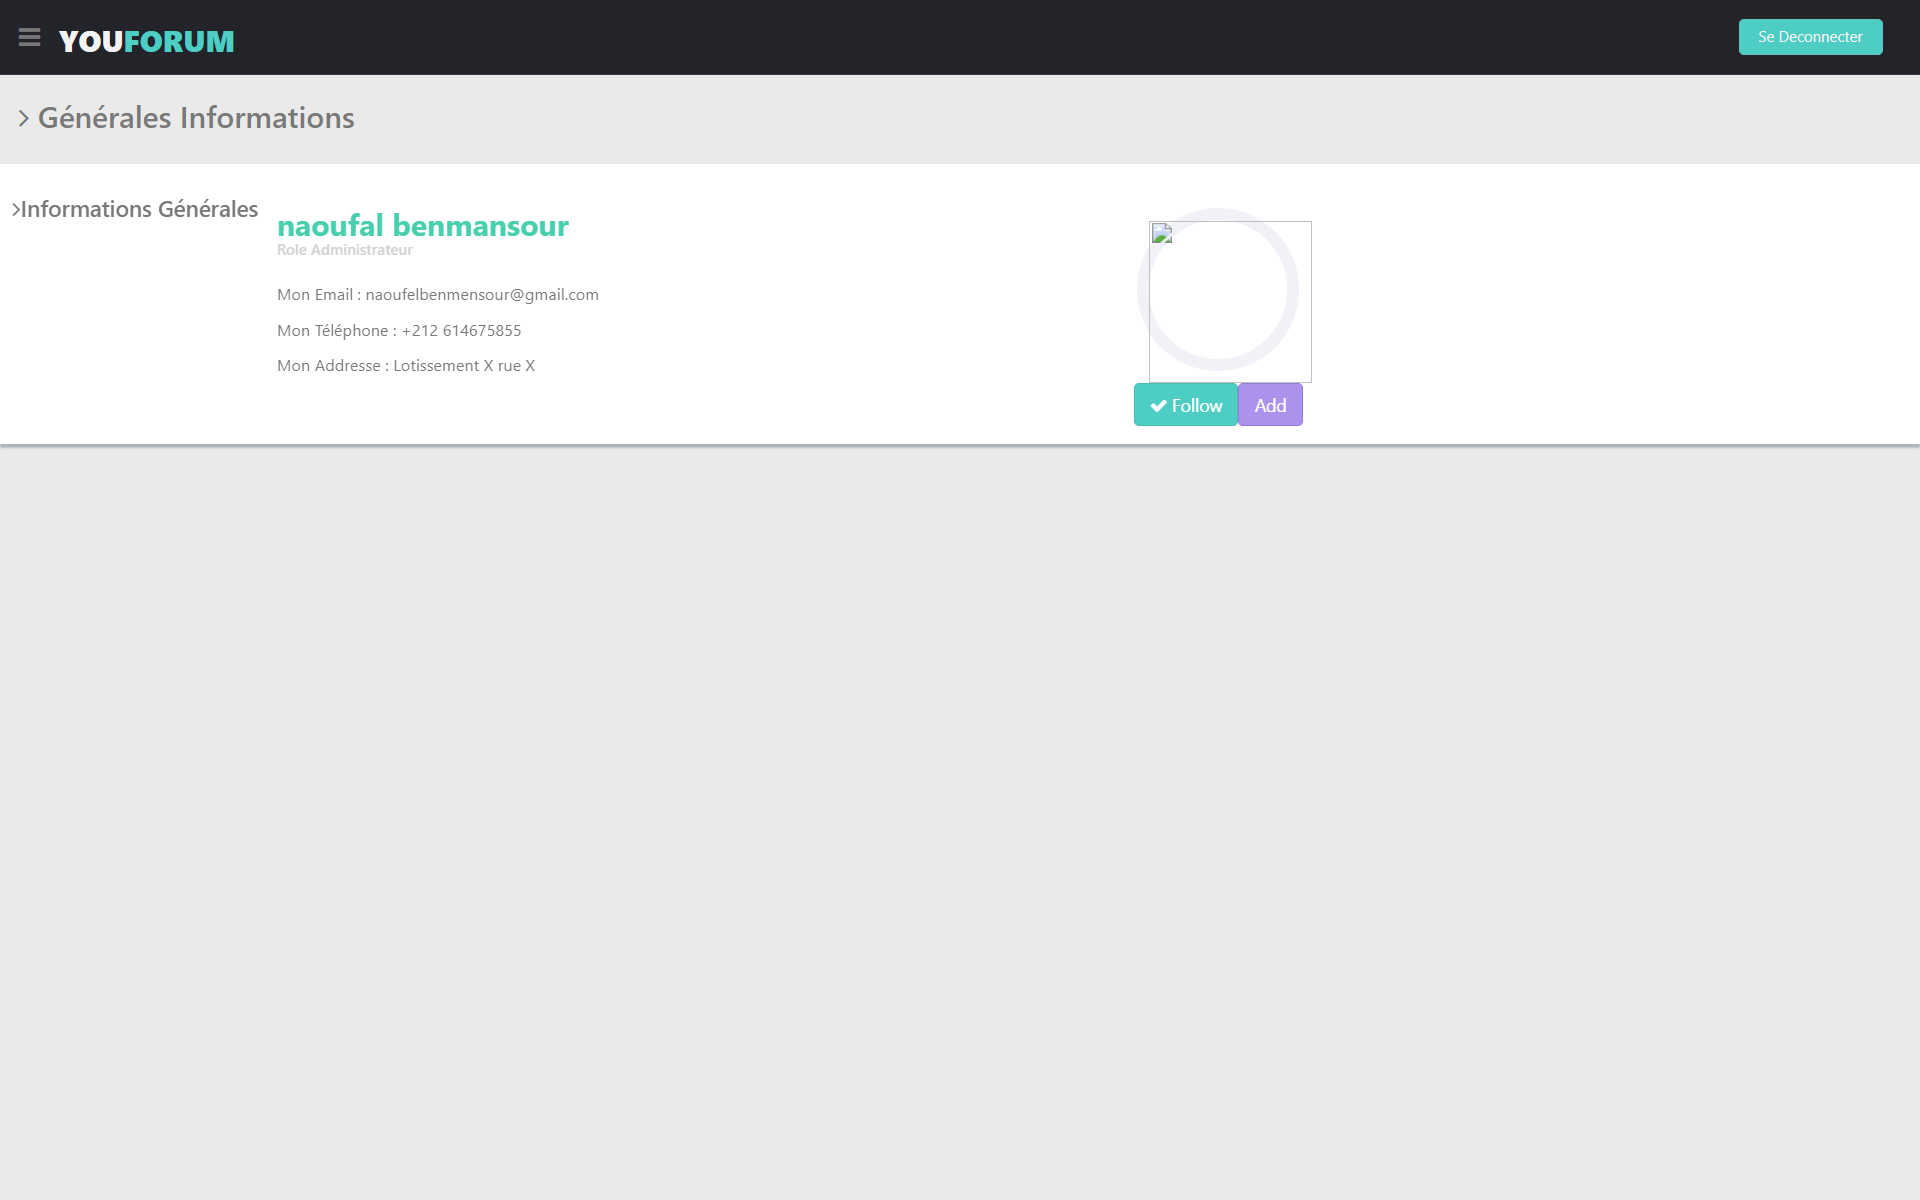 YOUFORUM
Se Deconnecter
Générales Informations
Informations Générales
naoufal benmansour
Role Administrateur
Mon Email : naoufelbenmensour@gmail.com
Mon Téléphone : +212 614675855
Mon Addresse : Lotissement X rue X
Follow
Add